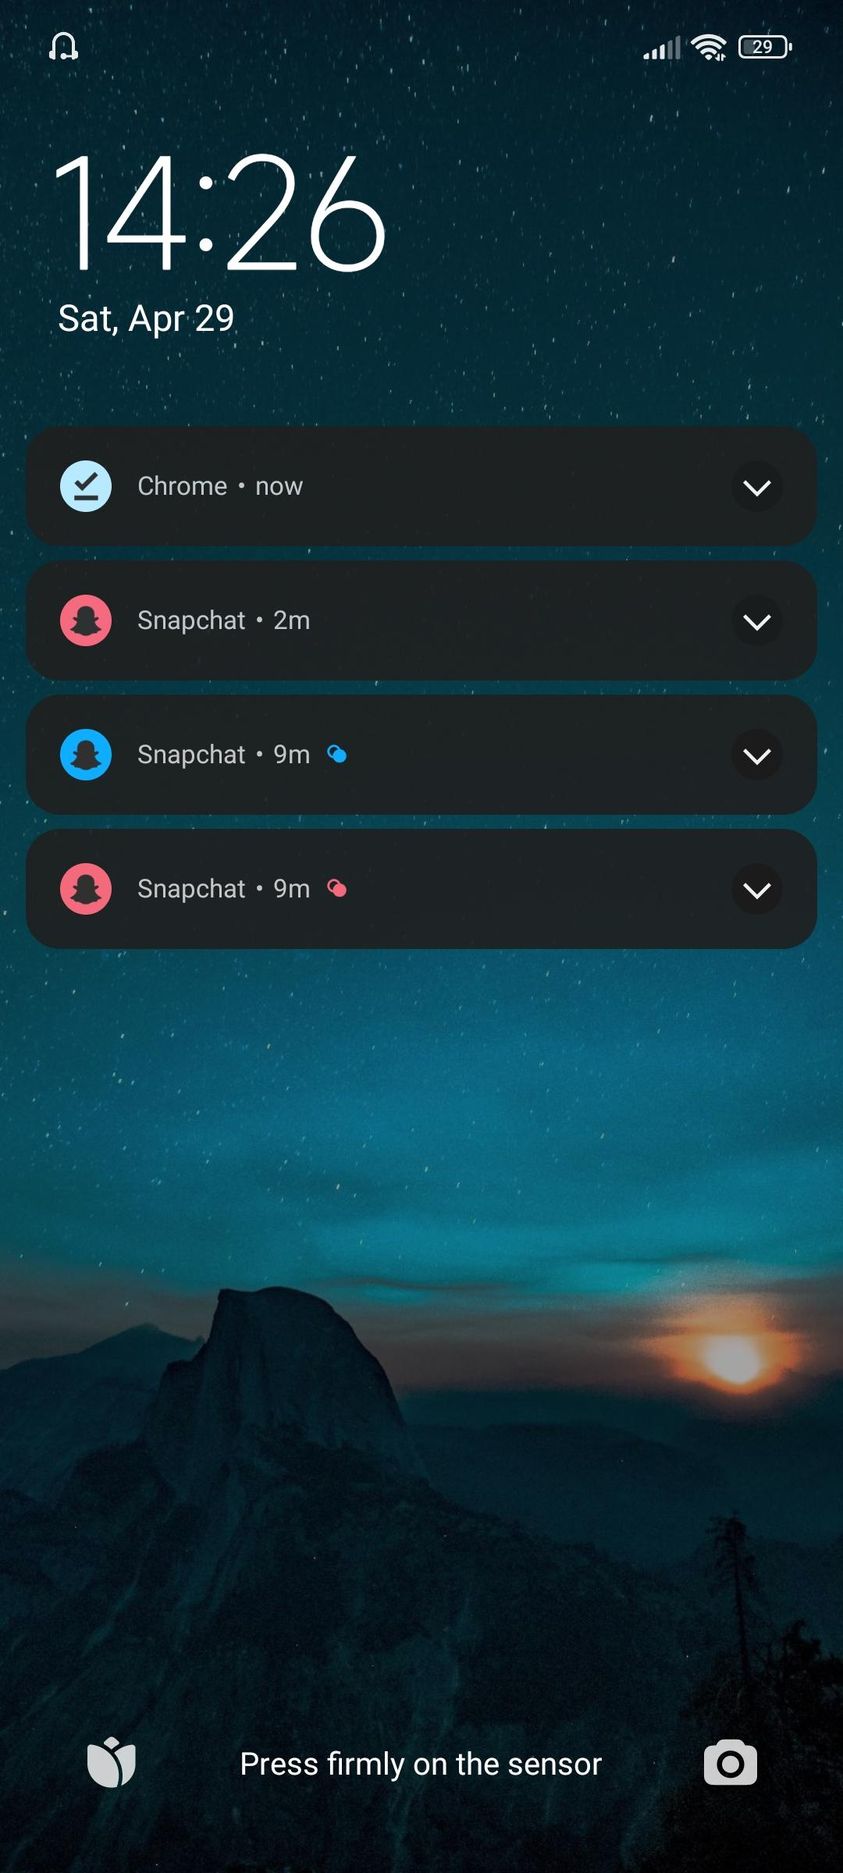 29
14:26
Sat, Apr 29
Chrome • now
Snapchat • 2m
Snapchat • 9m
Snapchat • 9m
Press firmly on the sensor